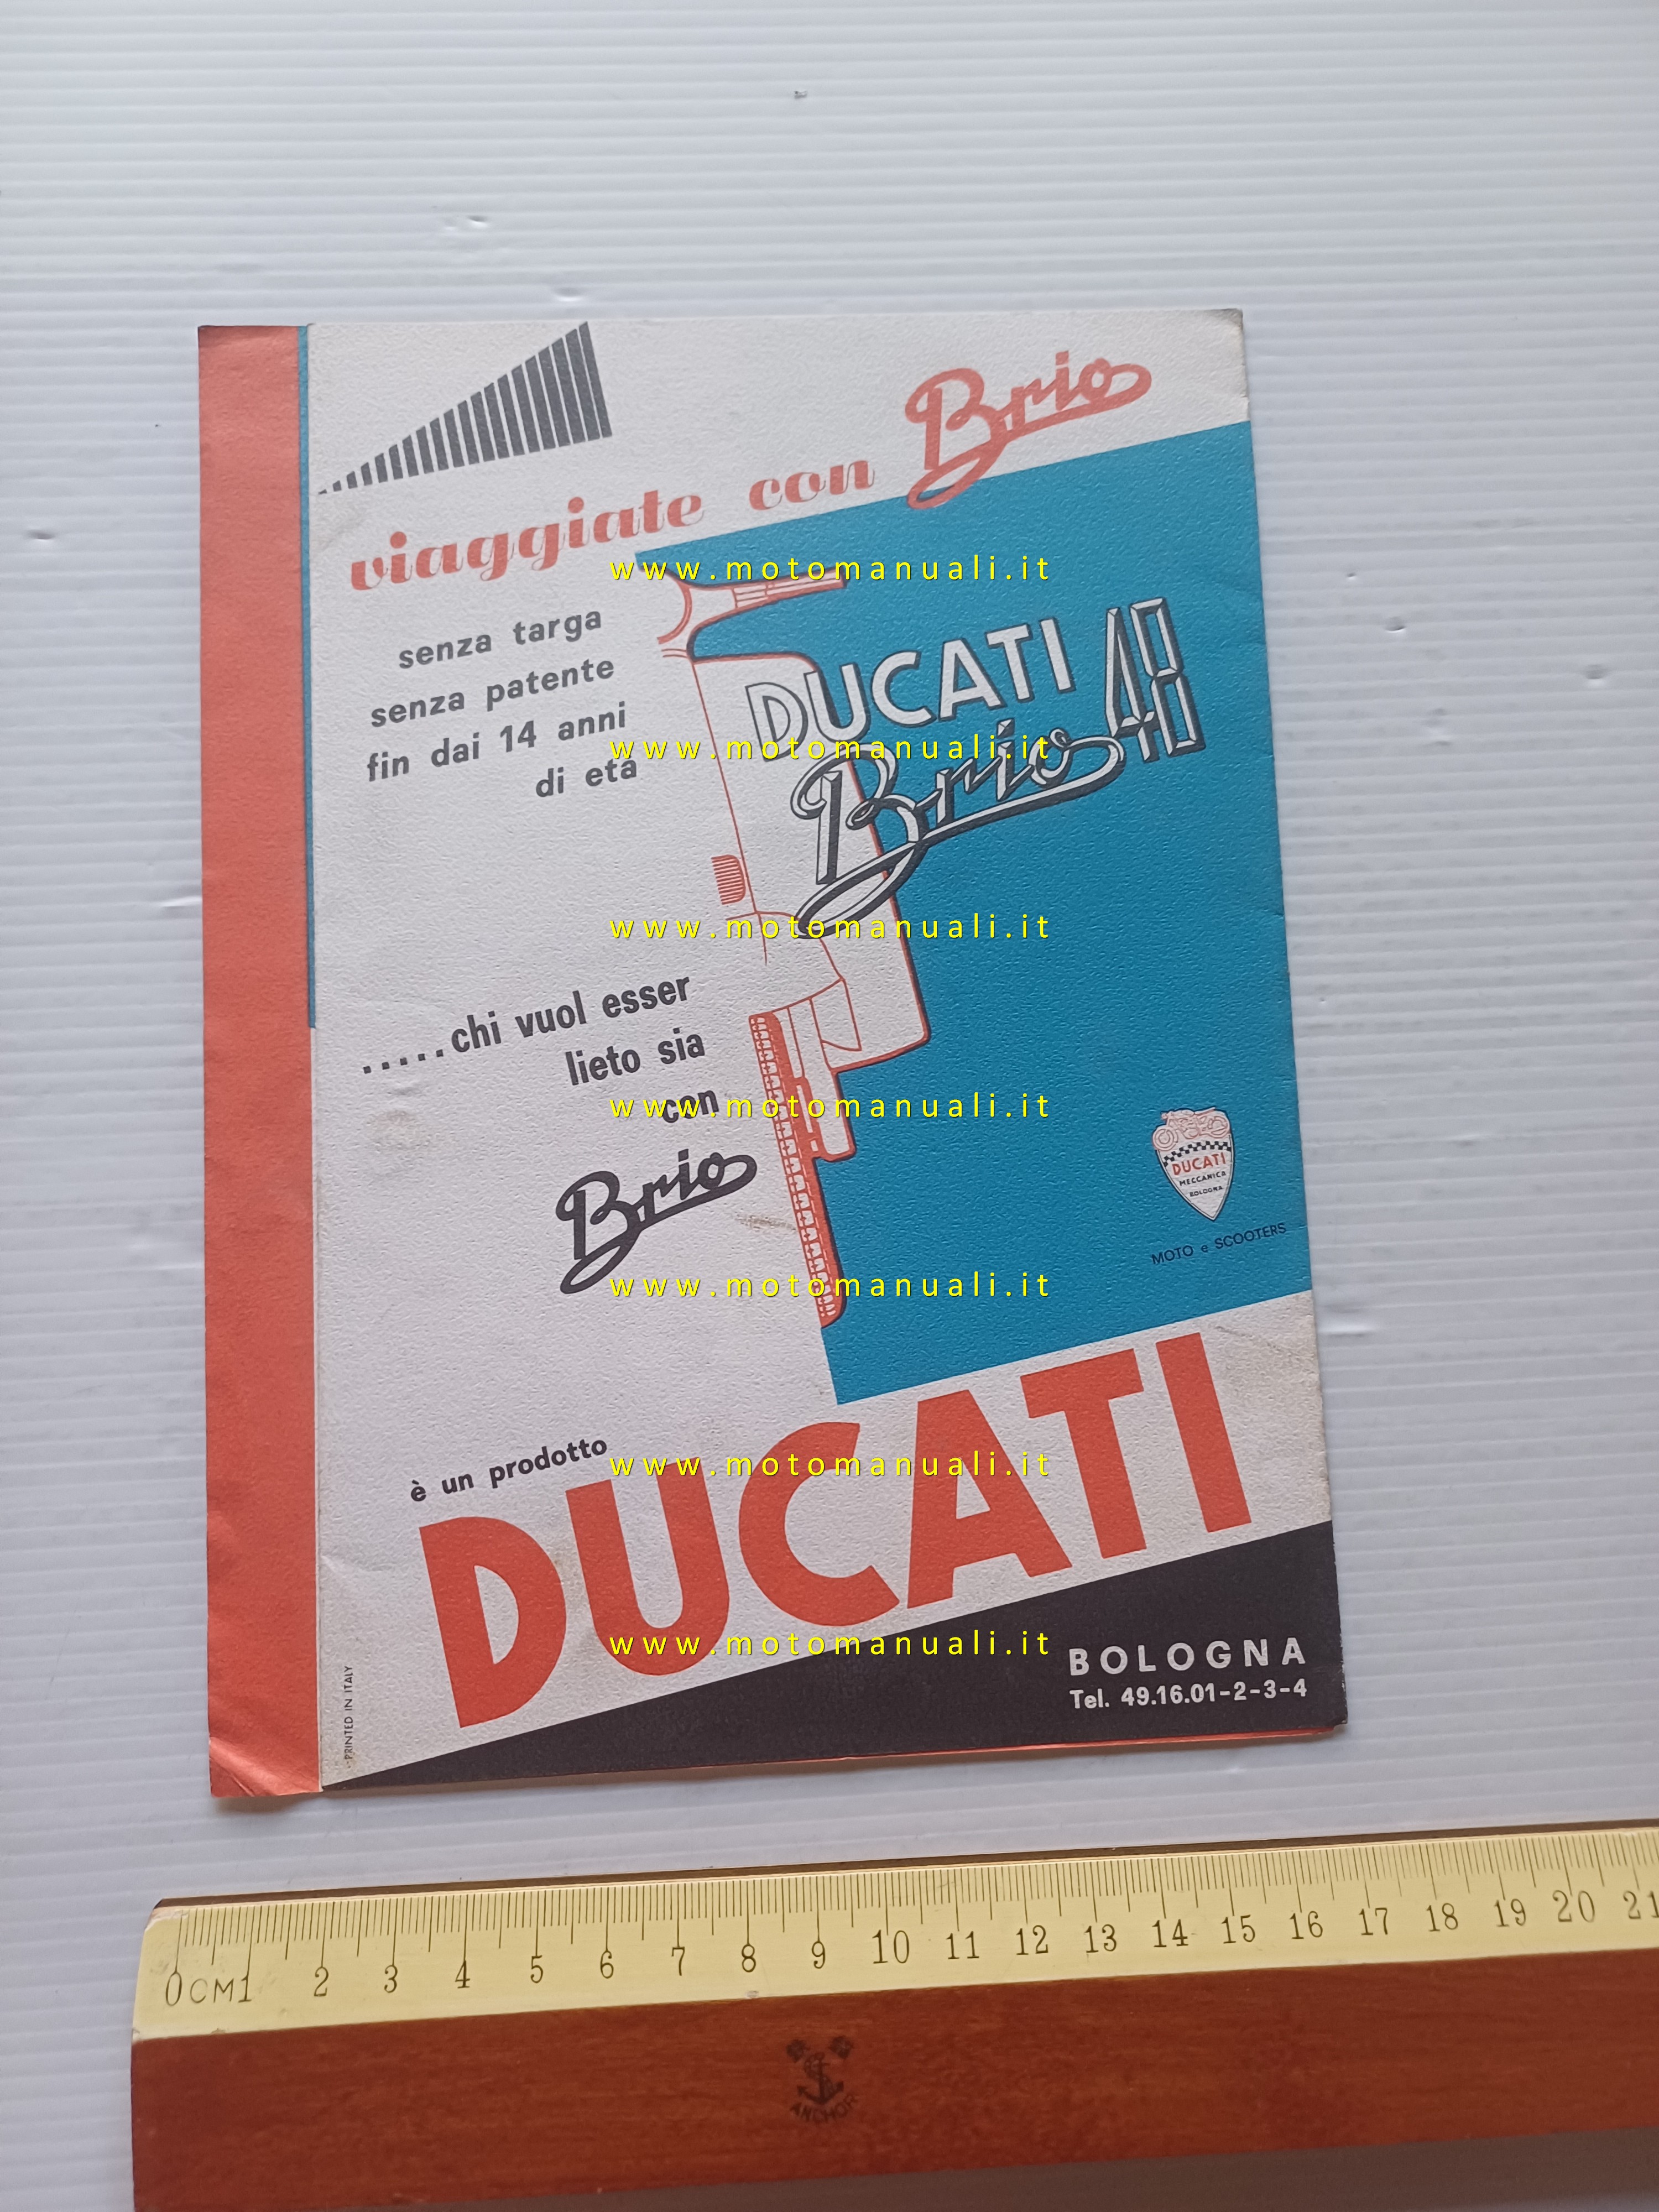 viaggiate con Brio
senza targa
senza patente
fin dai 14 anni
di età
DUCATI
Brio 48
.....chi vuol esser
lieto sia
con
Brio
DUCATI
MECCANICA
BOLOGNA
MOTO e SCOOTERS
è un prodotto
DUCATI
BOLOGNA
Tel. 49.16.01-2-3-4
PRINTED IN ITALY
www.motomanuali.it
www.motomanuali.it
www.motomanuali.it
www.motomanuali.it
www.motomanuali.it
www.motomanuali.it
www.motomanuali.it
0CM1 2 3 4 5 6 7 8 9 10 11 12 13 14 15 16 17 18 19 20 21
ANCHOR